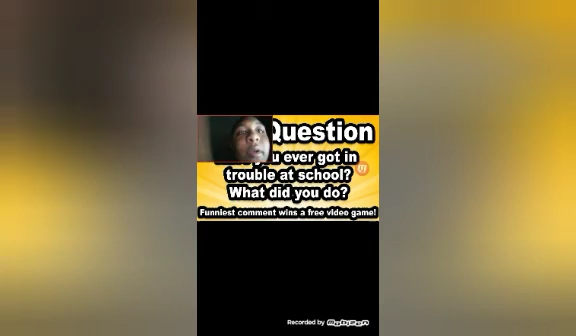 Question
ever got in
trouble at school?
What did you do?
Funniest comment wins a free video game!
Recorded by MOBIZEN